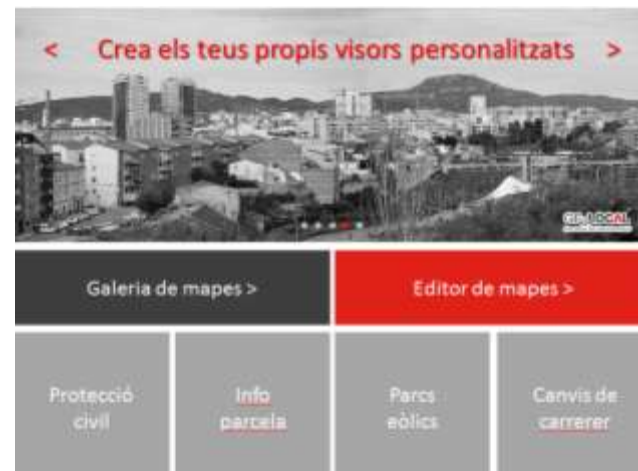 < Crea els teus propis visors personalitzats >
GEOLOCAL
Galeria de mapes >
Editor de mapes >
Protecció
civil
Info
parcela
Parcs
eòlics
Canvis de
carrerer